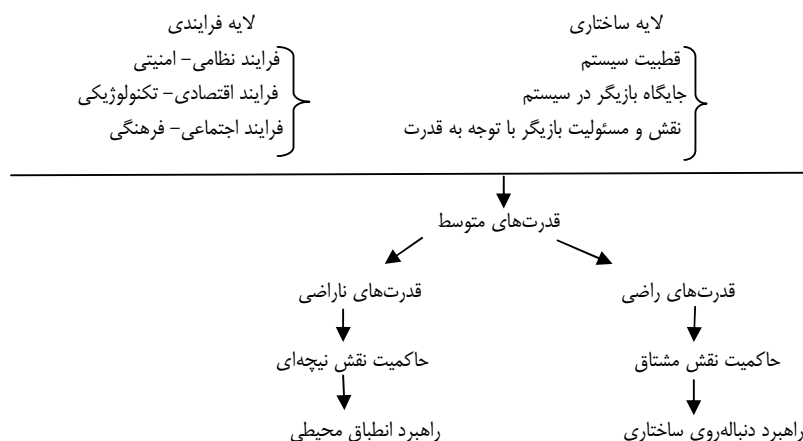 لایه ساختاری
قطبیت سیستم
جایگاه بازیگر در سیستم
نقش و مسئولیت بازیگر با توجه به قدرت
لایه فرایندی
فرایند نظامی– امنیتی
فرایند اقتصادی– تکنولوژیکی
فرایند اجتماعی– فرهنگی
قدرت‌های متوسط
قدرت‌های راضی
قدرت‌های ناراضی
حاکمیت نقش مشتاق
حاکمیت نقش نیچه‌ای
راهبرد دنباله‌روی ساختاری
راهبرد انطباق محیطی